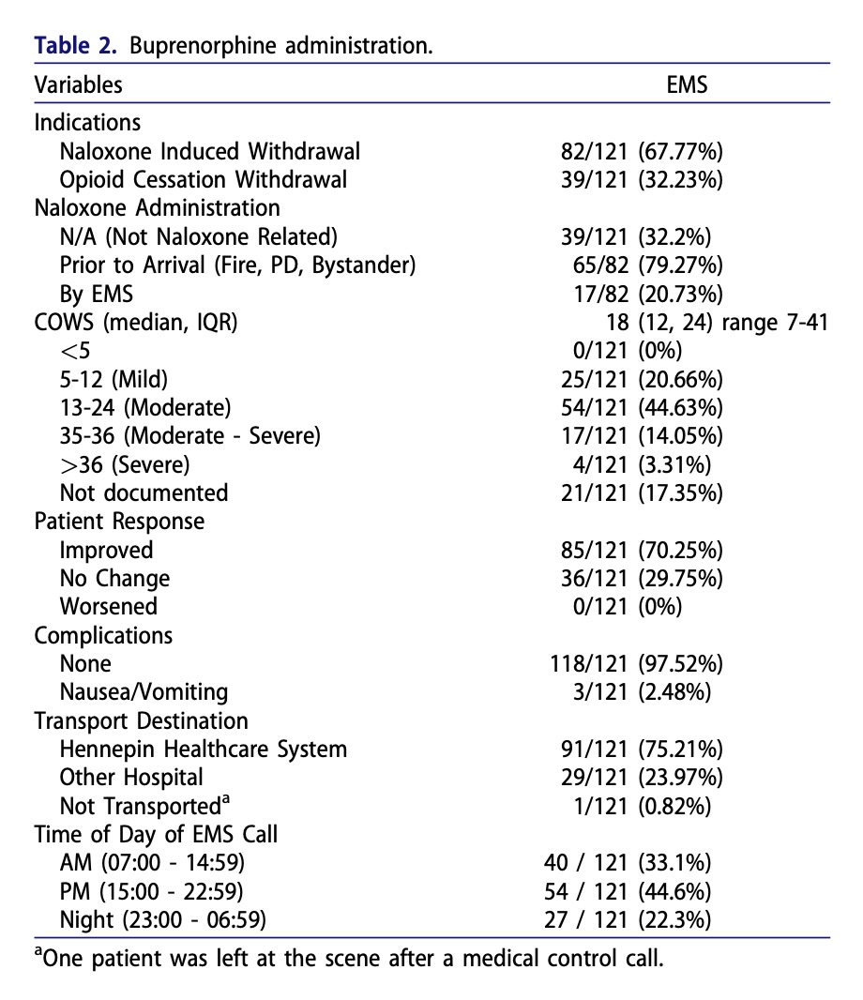 Table 2. Buprenorphine administration.
Variables EMS
Indications
Naloxone Induced Withdrawal 82/121 (67.77%)
Opioid Cessation Withdrawal 39/121 (32.23%)
Naloxone Administration
N/A (Not Naloxone Related) 39/121 (32.2%)
Prior to Arrival (Fire, PD, Bystander) 65/82 (79.27%)
By EMS 17/82 (20.73%)
COWS (median, IQR) 18 (12, 24) range 7-41
<5 0/121 (0%)
5-12 (Mild) 25/121 (20.66%)
13-24 (Moderate) 54/121 (44.63%)
35-36 (Moderate - Severe) 17/121 (14.05%)
>36 (Severe) 4/121 (3.31%)
Not documented 21/121 (17.35%)
Patient Response
Improved 85/121 (70.25%)
No Change 36/121 (29.75%)
Worsened 0/121 (0%)
Complications
None 118/121 (97.52%)
Nausea/Vomiting 3/121 (2.48%)
Transport Destination
Hennepin Healthcare System 91/121 (75.21%)
Other Hospital 29/121 (23.97%)
Not Transportedᵃ 1/121 (0.82%)
Time of Day of EMS Call
AM (07:00 - 14:59) 40 / 121 (33.1%)
PM (15:00 - 22:59) 54 / 121 (44.6%)
Night (23:00 - 06:59) 27 / 121 (22.3%)
ᵃOne patient was left at the scene after a medical control call.